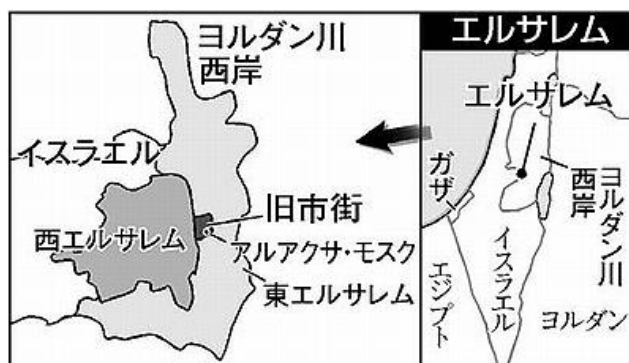 ヨルダン川
西岸
イスラエル
西エルサレム
旧市街
アルアクサ・モスク
東エルサレム
エルサレム
エルサレム
ガザ
ヨルダン川
西岸
イスラエル
エジプト
ヨルダン